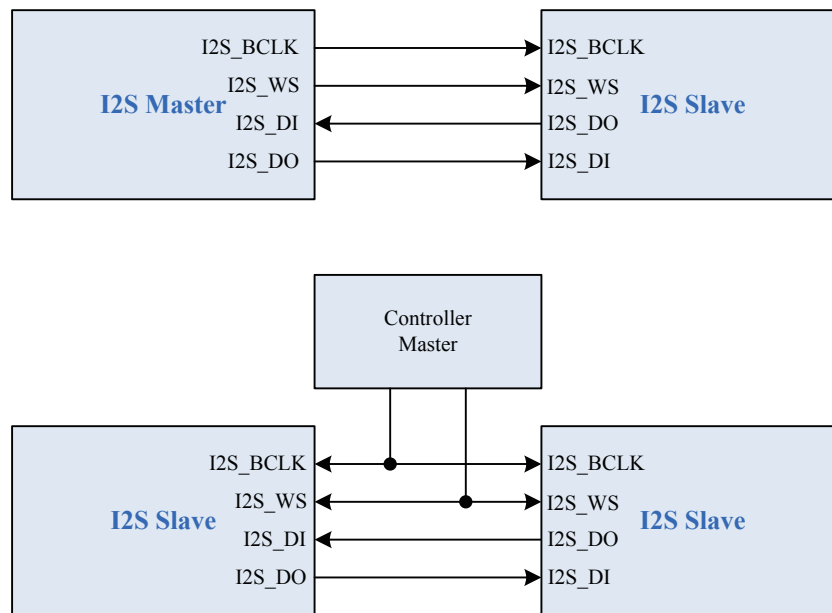 I2S_BCLK I2S_BCLK
I2S_WS I2S_WS
I2S Master I2S Slave
I2S_DI I2S_DO
I2S_DO I2S_DI
Controller
Master
I2S_BCLK I2S_BCLK
I2S_WS I2S_WS
I2S Slave I2S Slave
I2S_DI I2S_DO
I2S_DO I2S_DI